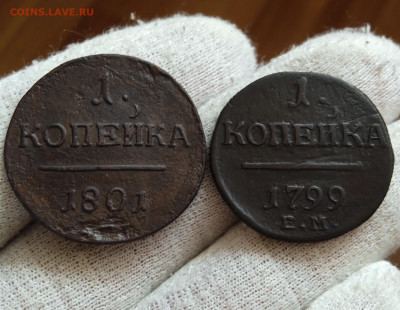 COINS.LAVE.RU
1.
КОПЕЙКА
1801
1.
КОПЕЙКА
1799
Е.М.